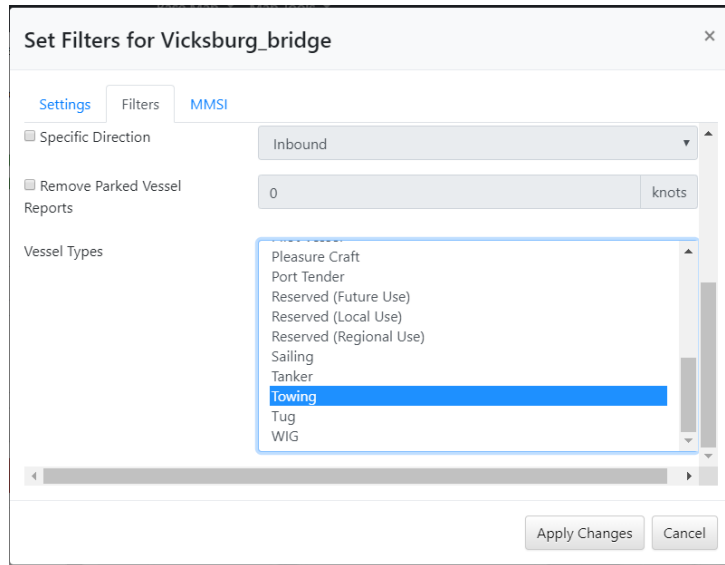 Set Filters for Vicksburg_bridge
×
Settings Filters MMSI
Specific Direction
Inbound
Remove Parked Vessel
Reports
0 knots
Vessel Types
Pleasure Craft
Port Tender
Reserved (Future Use)
Reserved (Local Use)
Reserved (Regional Use)
Sailing
Tanker
Towing
Tug
WIG
Apply Changes Cancel